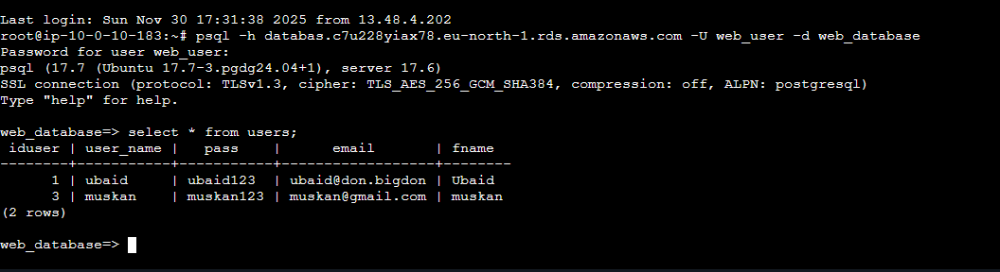 Last login: Sun Nov 30 17:31:38 2025 from 13.48.4.202
root@ip-10-0-10-183:~# psql -h databas.c7u228yiax78.eu-north-1.rds.amazonaws.com -U web_user -d web_database
Password for user web_user:
psql (17.7 (Ubuntu 17.7-3.pgdg24.04+1), server 17.6)
SSL connection (protocol: TLSv1.3, cipher: TLS_AES_256_GCM_SHA384, compression: off, ALPN: postgresql)
Type "help" for help.

web_database=> select * from users;
 iduser | user_name |   pass    |      email       | fname
--------+-----------+-----------+------------------+--------
      1 | ubaid     | ubaid123  | ubaid@don.bigdon | Ubaid
      3 | muskan    | muskan123 | muskan@gmail.com | muskan
(2 rows)

web_database=>